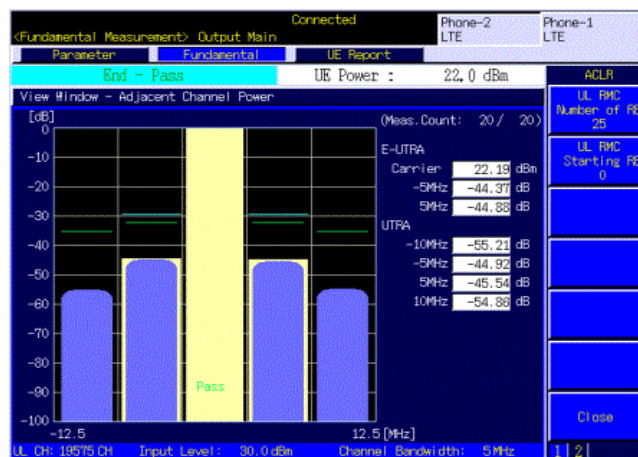 Connected
Phone-2
LTE
Phone-1
LTE
<Fundamental Measurement> Output Main
Parameter
Fundamental
UE Report
End - Pass
UE Power :
22.0 dBm
ACLR
View Window - Adjacent Channel Power
UL RMC
Number of RB
25
UL RMC
Starting RB
0
[dB]
0
-10
-20
-30
-40
-50
-60
-70
-80
-90
-100
-12.5
12.5[MHz]
Pass
(Meas.Count: 20/ 20)
E-UTRA
Carrier 22.19 dBm
-5MHz -44.37 dB
5MHz -44.88 dB
UTRA
-10MHz -55.21 dB
-5MHz -44.92 dB
5MHz -45.54 dB
10MHz -54.86 dB
Close
UL CH: 19575 CH Input Level: 30.0 dBm Channel Bandwidth: 5 MHz
1 2